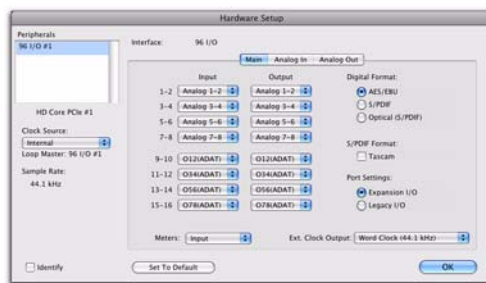 Hardware Setup
Peripherals
96 I/O #1
HD Core PCIe #1
Clock Source:
Internal
Loop Master: 96 I/O #1
Sample Rate:
44.1 kHz
Identify
Interface: 96 I/O
Main Analog In Analog Out
Input Output
1-2 Analog 1-2 Analog 1-2
3-4 Analog 3-4 Analog 3-4
5-6 Analog 5-6 Analog 5-6
7-8 Analog 7-8 Analog 7-8
9-10 O12(ADAT) O12(ADAT)
11-12 O34(ADAT) O34(ADAT)
13-14 O56(ADAT) O56(ADAT)
15-16 O78(ADAT) O78(ADAT)
Digital Format:
AES/EBU
S/PDIF
Optical (S/PDIF)
S/PDIF Format:
Tascam
Port Settings:
Expansion I/O
Legacy I/O
Meters: Input
Ext. Clock Output: Word Clock (44.1 kHz)
Set To Default
OK